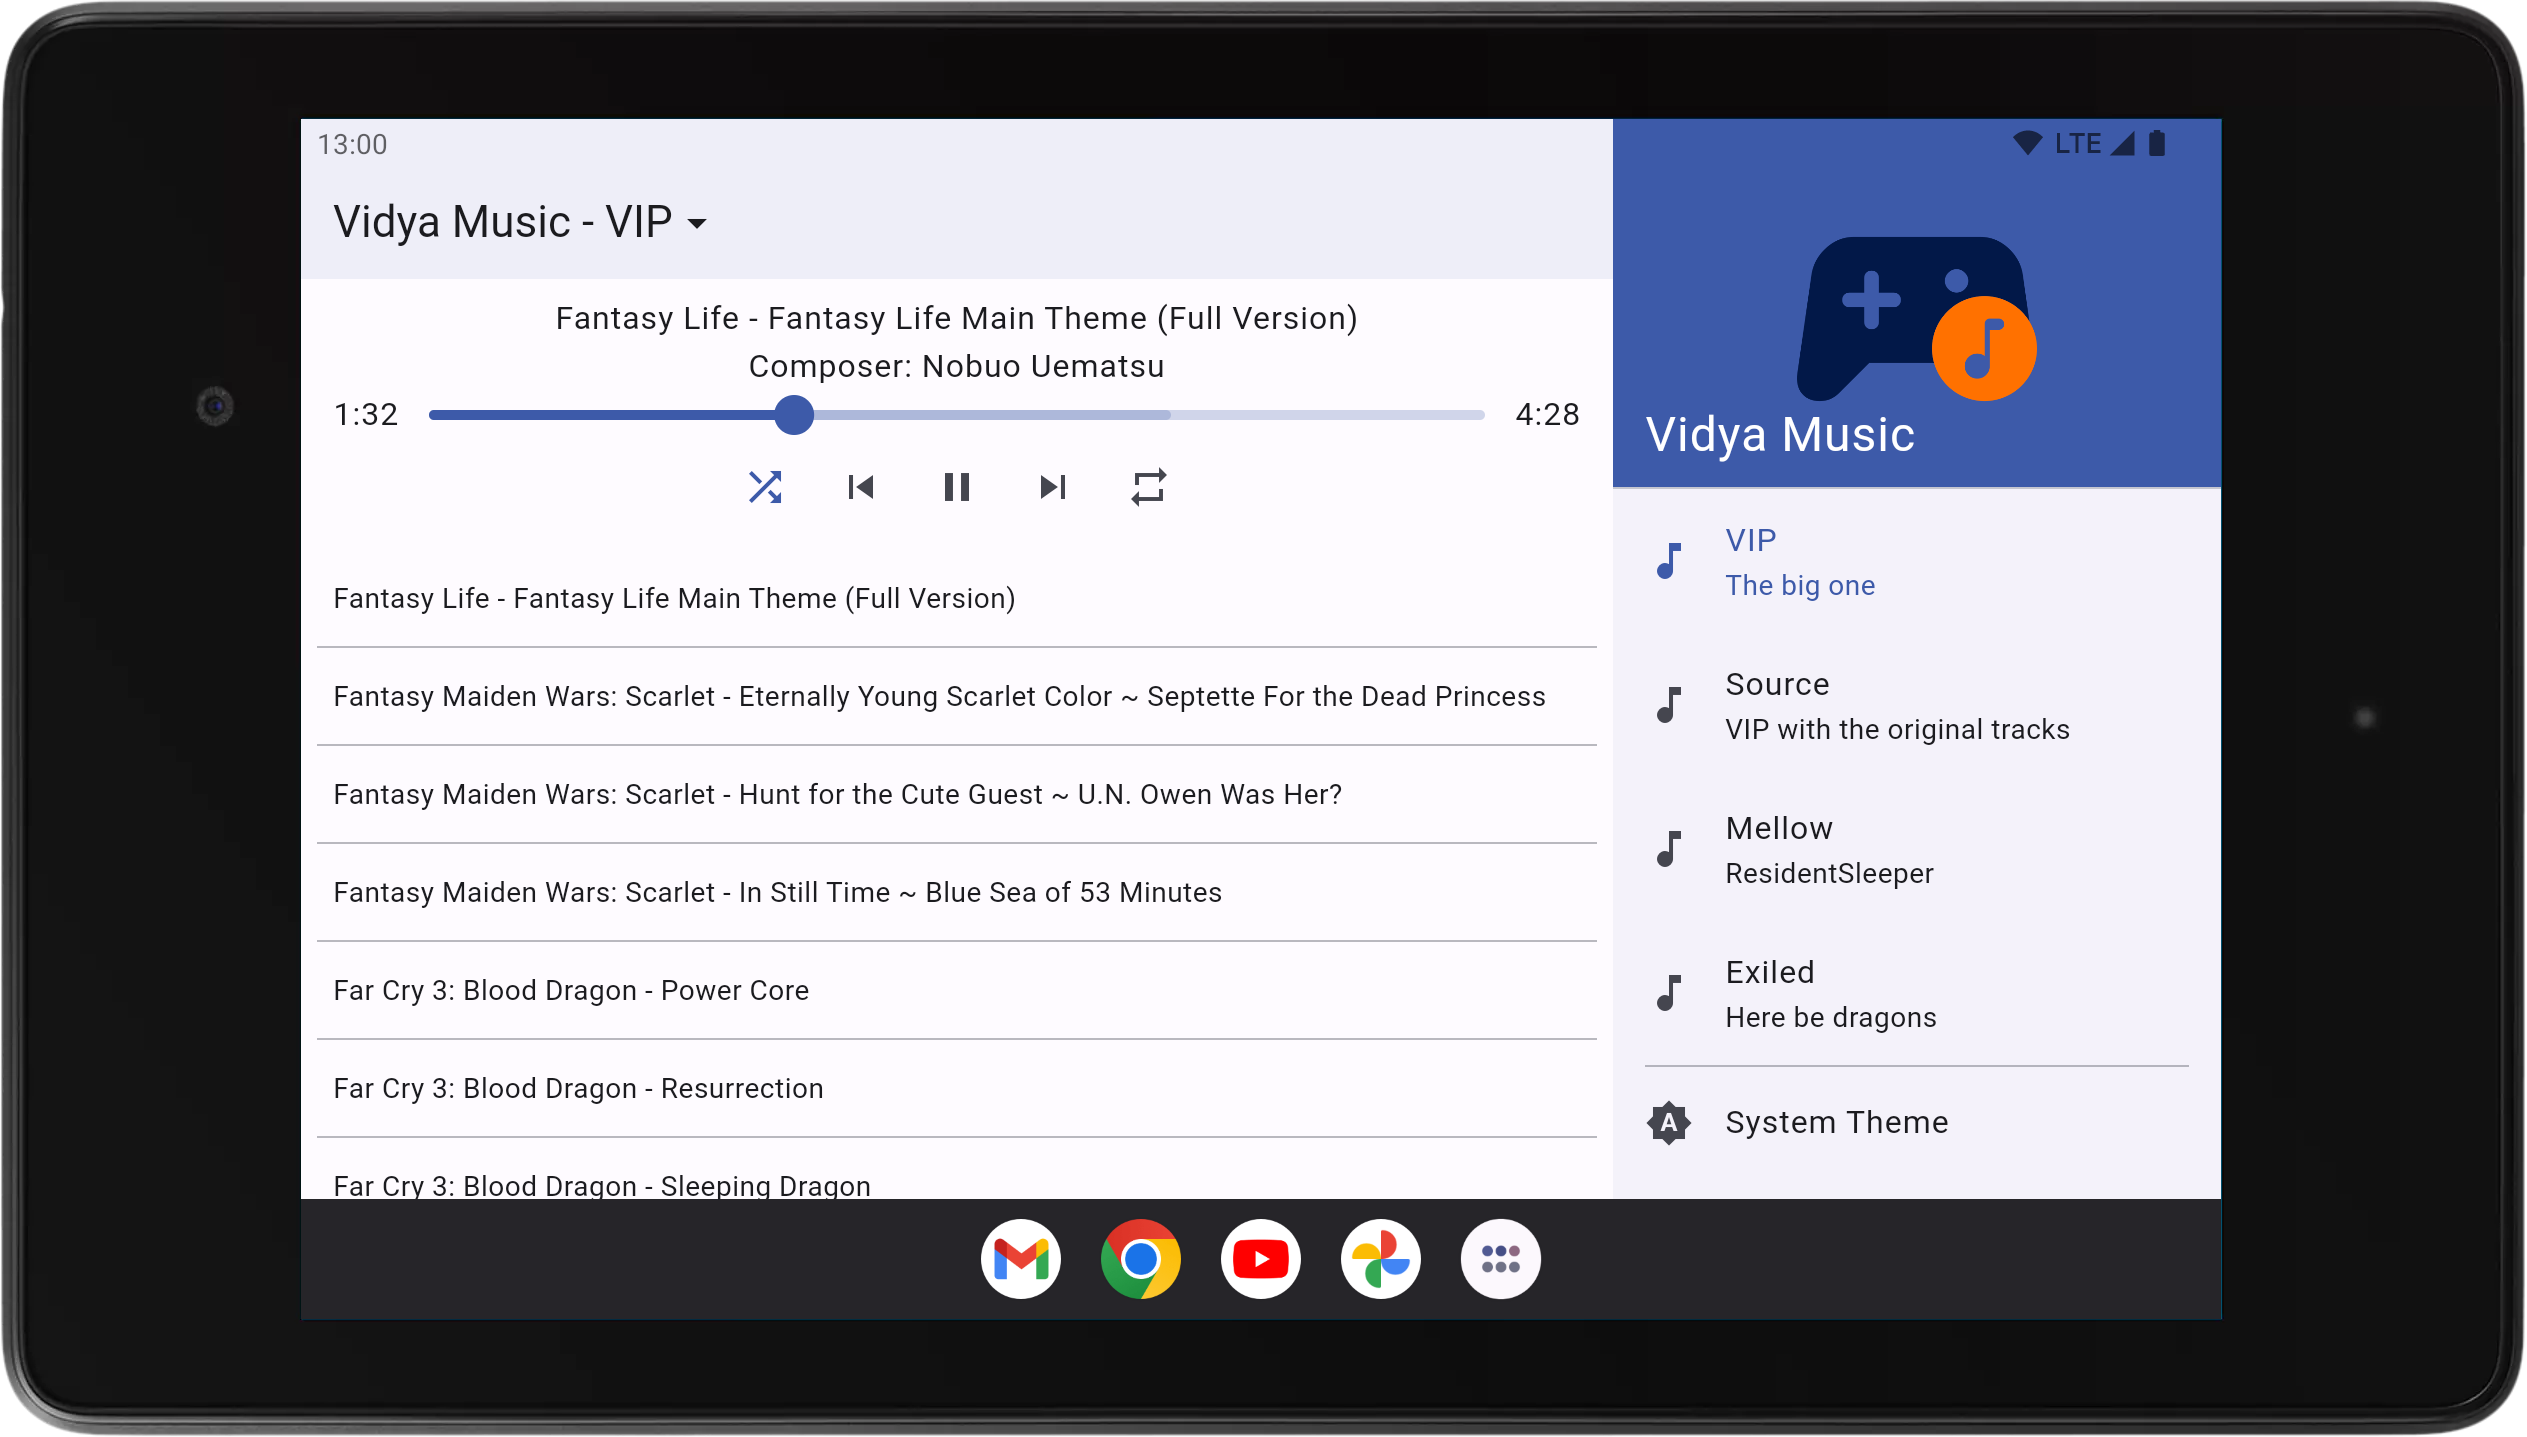 13:00
LTE
Vidya Music - VIP
Fantasy Life - Fantasy Life Main Theme (Full Version)
Composer: Nobuo Uematsu
1:32
4:28
Fantasy Life - Fantasy Life Main Theme (Full Version)
Fantasy Maiden Wars: Scarlet - Eternally Young Scarlet Color ~ Septette For the Dead Princess
Fantasy Maiden Wars: Scarlet - Hunt for the Cute Guest ~ U.N. Owen Was Her?
Fantasy Maiden Wars: Scarlet - In Still Time ~ Blue Sea of 53 Minutes
Far Cry 3: Blood Dragon - Power Core
Far Cry 3: Blood Dragon - Resurrection
Far Cry 3: Blood Dragon - Sleeping Dragon
Vidya Music
VIP
The big one
Source
VIP with the original tracks
Mellow
ResidentSleeper
Exiled
Here be dragons
A
System Theme